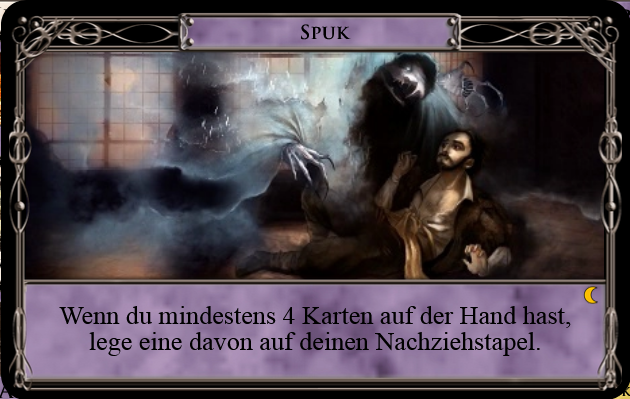 Spuk
Wenn du mindestens 4 Karten auf der Hand hast,
lege eine davon auf deinen Nachziehstapel.